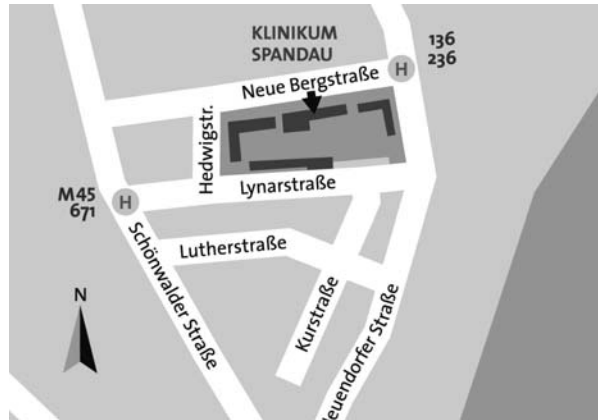 KLINIKUM
SPANDAU
136
236
H
Neue Bergstraße
Hedwigstr.
Lynarstraße
M45
671
H
Schönwalder Straße
Lutherstraße
Kurstraße
Neuendorfer Straße
N